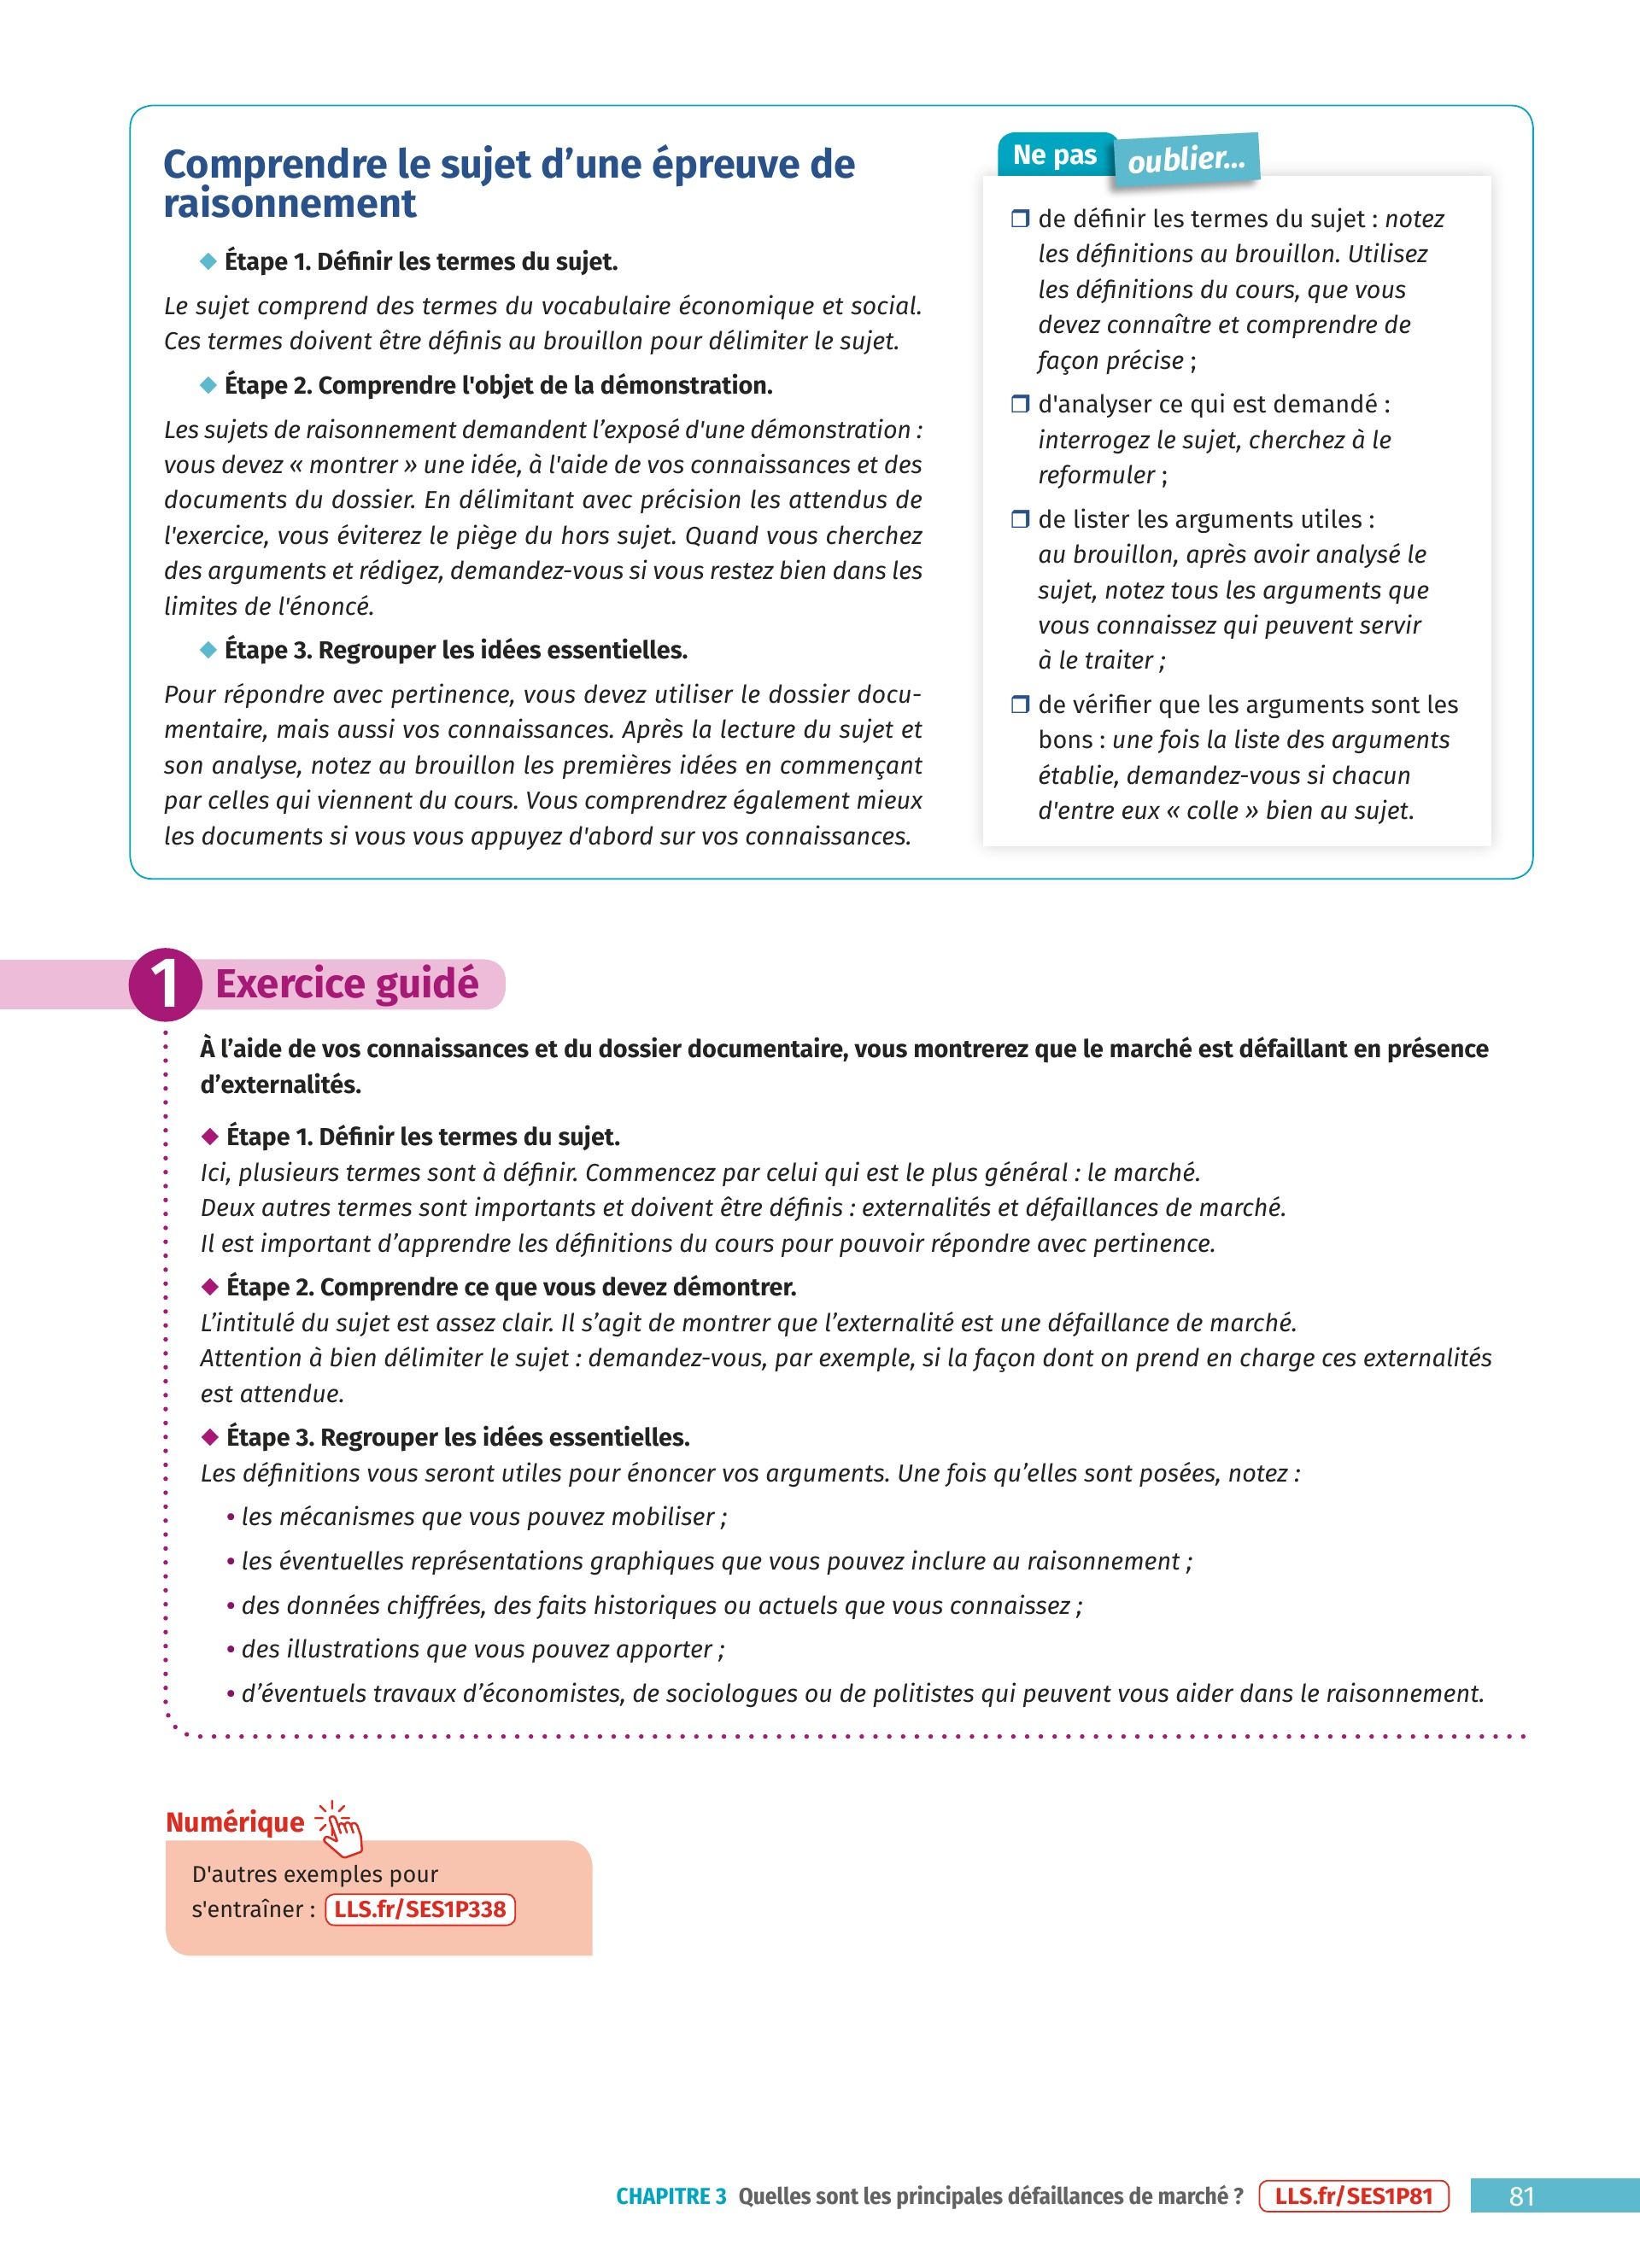 Comprendre le sujet d’une épreuve de
raisonnement
◆ Étape 1. Définir les termes du sujet.
Le sujet comprend des termes du vocabulaire économique et social.
Ces termes doivent être définis au brouillon pour délimiter le sujet.
◆ Étape 2. Comprendre l'objet de la démonstration.
Les sujets de raisonnement demandent l’exposé d'une démonstration :
vous devez « montrer » une idée, à l'aide de vos connaissances et des
documents du dossier. En délimitant avec précision les attendus de
l'exercice, vous éviterez le piège du hors sujet. Quand vous cherchez
des arguments et rédigez, demandez-vous si vous restez bien dans les
limites de l'énoncé.
◆ Étape 3. Regrouper les idées essentielles.
Pour répondre avec pertinence, vous devez utiliser le dossier docu-
mentaire, mais aussi vos connaissances. Après la lecture du sujet et
son analyse, notez au brouillon les premières idées en commençant
par celles qui viennent du cours. Vous comprendrez également mieux
les documents si vous vous appuyez d'abord sur vos connaissances.
Ne pas oublier...
❒ de définir les termes du sujet : notez
les définitions au brouillon. Utilisez
les définitions du cours, que vous
devez connaître et comprendre de
façon précise ;
❒ d'analyser ce qui est demandé :
interrogez le sujet, cherchez à le
reformuler ;
❒ de lister les arguments utiles :
au brouillon, après avoir analysé le
sujet, notez tous les arguments que
vous connaissez qui peuvent servir
à le traiter ;
❒ de vérifier que les arguments sont les
bons : une fois la liste des arguments
établie, demandez-vous si chacun
d'entre eux « colle » bien au sujet.
1 Exercice guidé
À l’aide de vos connaissances et du dossier documentaire, vous montrerez que le marché est défaillant en présence
d’externalités.
◆ Étape 1. Définir les termes du sujet.
Ici, plusieurs termes sont à définir. Commencez par celui qui est le plus général : le marché.
Deux autres termes sont importants et doivent être définis : externalités et défaillances de marché.
Il est important d’apprendre les définitions du cours pour pouvoir répondre avec pertinence.
◆ Étape 2. Comprendre ce que vous devez démontrer.
L’intitulé du sujet est assez clair. Il s’agit de montrer que l’externalité est une défaillance de marché.
Attention à bien délimiter le sujet : demandez-vous, par exemple, si la façon dont on prend en charge ces externalités
est attendue.
◆ Étape 3. Regrouper les idées essentielles.
Les définitions vous seront utiles pour énoncer vos arguments. Une fois qu’elles sont posées, notez :
• les mécanismes que vous pouvez mobiliser ;
• les éventuelles représentations graphiques que vous pouvez inclure au raisonnement ;
• des données chiffrées, des faits historiques ou actuels que vous connaissez ;
• des illustrations que vous pouvez apporter ;
• d’éventuels travaux d’économistes, de sociologues ou de politistes qui peuvent vous aider dans le raisonnement.
Numérique
D'autres exemples pour
s'entraîner : LLS.fr/SES1P338
CHAPITRE 3 Quelles sont les principales défaillances de marché ? LLS.fr/SES1P81 81